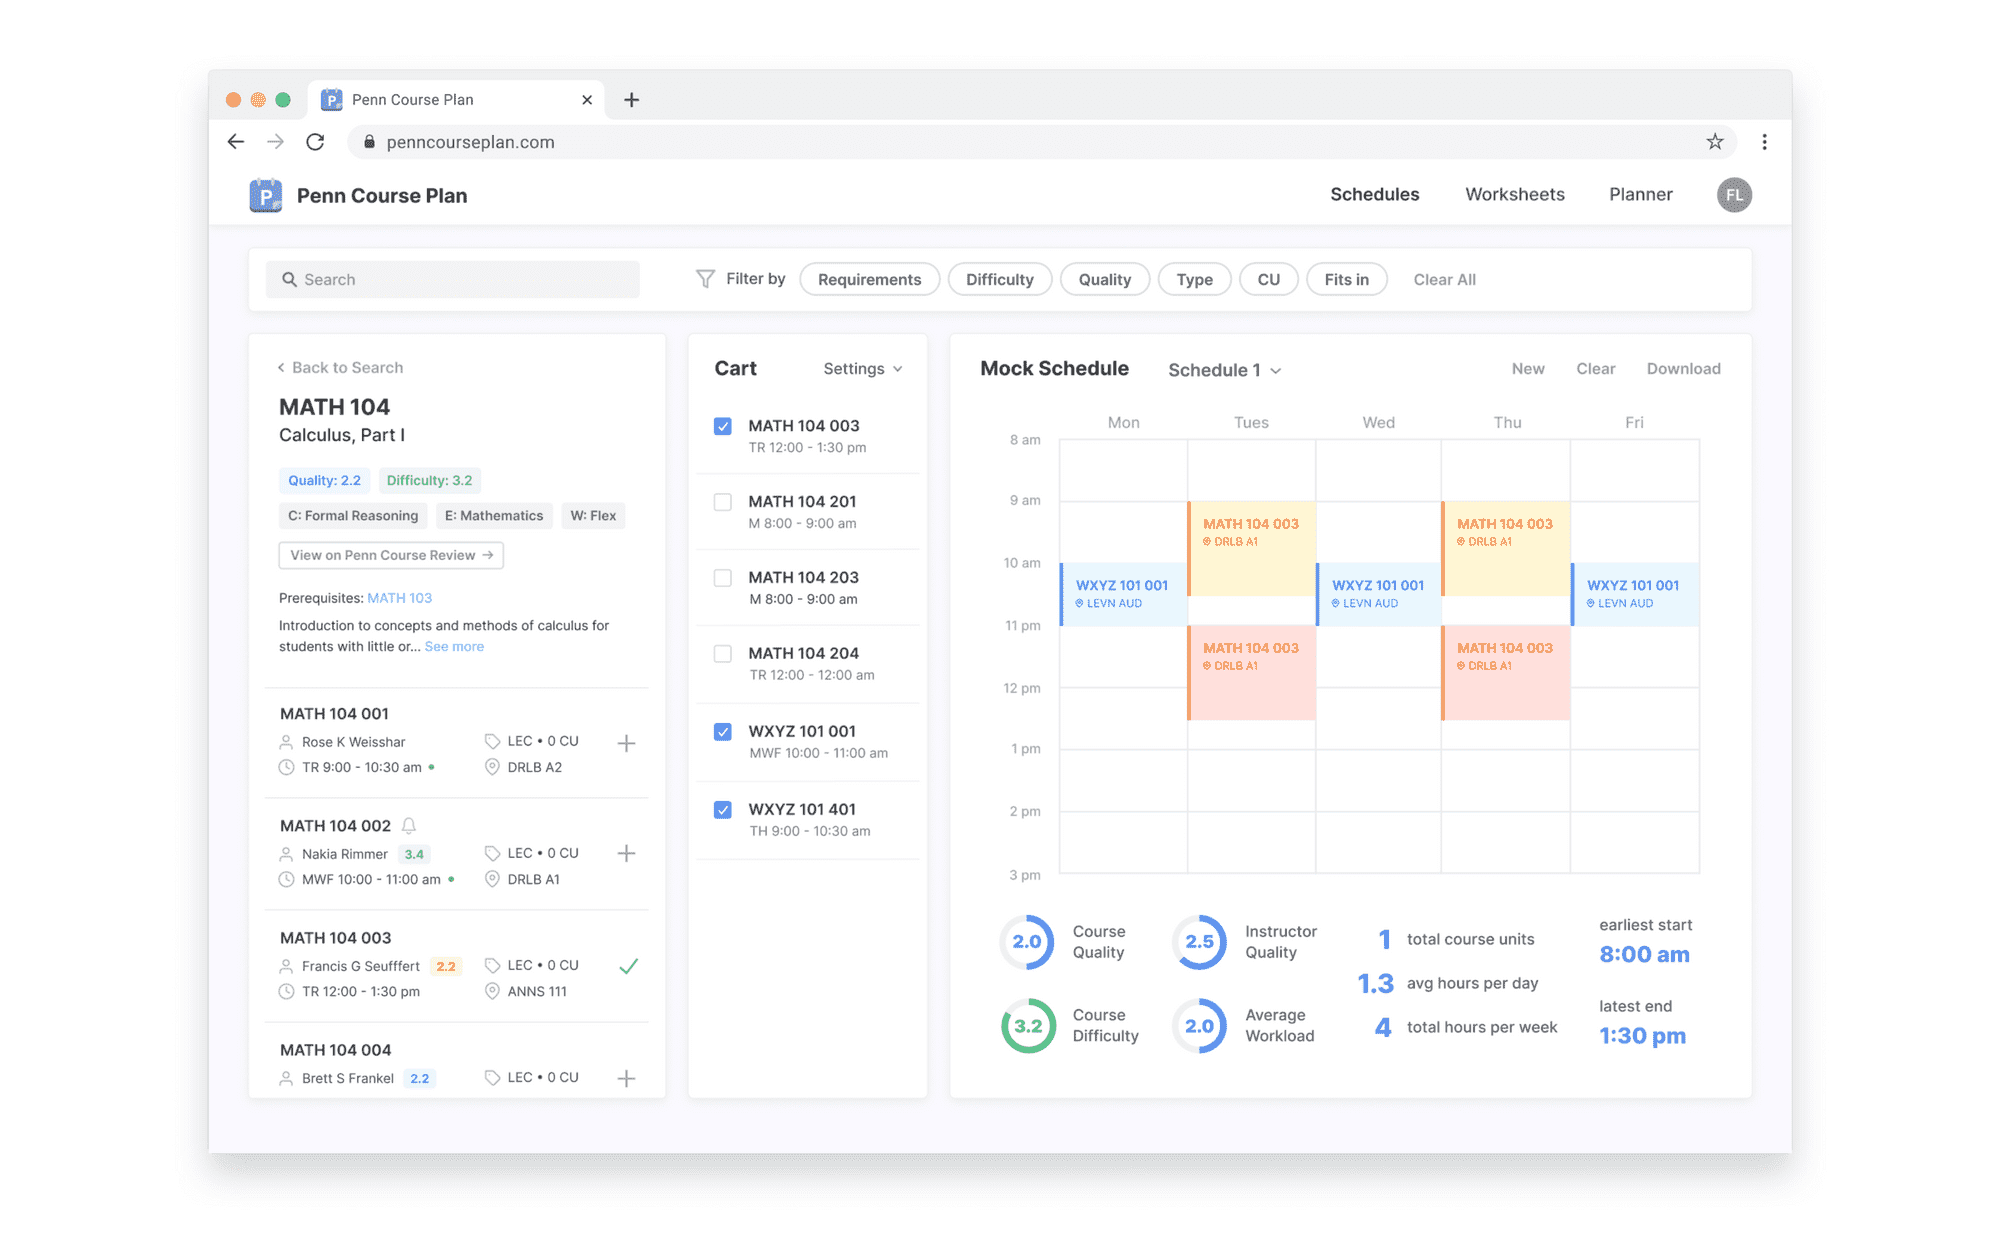 Penn Course Plan
penncourseplan.com
P Penn Course Plan
Schedules Worksheets Planner FL
Search
Filter by Requirements Difficulty Quality Type CU Fits in Clear All
Back to Search
MATH 104
Calculus, Part I
Quality: 2.2 Difficulty: 3.2
C: Formal Reasoning E: Mathematics W: Flex
View on Penn Course Review →
Prerequisites: MATH 103
Introduction to concepts and methods of calculus for
students with little or... See more
MATH 104 001
Rose K Weisshar LEC • 0 CU
TR 9:00 - 10:30 am DRLB A2
MATH 104 002
Nakia Rimmer 3.4 LEC • 0 CU
MWF 10:00 - 11:00 am DRLB A1
MATH 104 003
Francis G Seufffert 2.2 LEC • 0 CU
TR 12:00 - 1:30 pm ANNS 111
MATH 104 004
Brett S Frankel 2.2 LEC • 0 CU
Cart Settings
MATH 104 003
TR 12:00 - 1:30 pm
MATH 104 201
M 8:00 - 9:00 am
MATH 104 203
M 8:00 - 9:00 am
MATH 104 204
TR 12:00 - 12:00 am
WXYZ 101 001
MWF 10:00 - 11:00 am
WXYZ 101 401
TH 9:00 - 10:30 am
Mock Schedule Schedule 1 New Clear Download
Mon Tues Wed Thu Fri
8 am
9 am
MATH 104 003 MATH 104 003
DRLB A1 DRLB A1
10 am
WXYZ 101 001 WXYZ 101 001 WXYZ 101 001
LEVN AUD LEVN AUD LEVN AUD
11 pm
MATH 104 003 MATH 104 003
DRLB A1 DRLB A1
12 pm
1 pm
2 pm
3 pm
2.0 Course Quality
2.5 Instructor Quality
3.2 Course Difficulty
2.0 Average Workload
1 total course units
1.3 avg hours per day
4 total hours per week
earliest start
8:00 am
latest end
1:30 pm